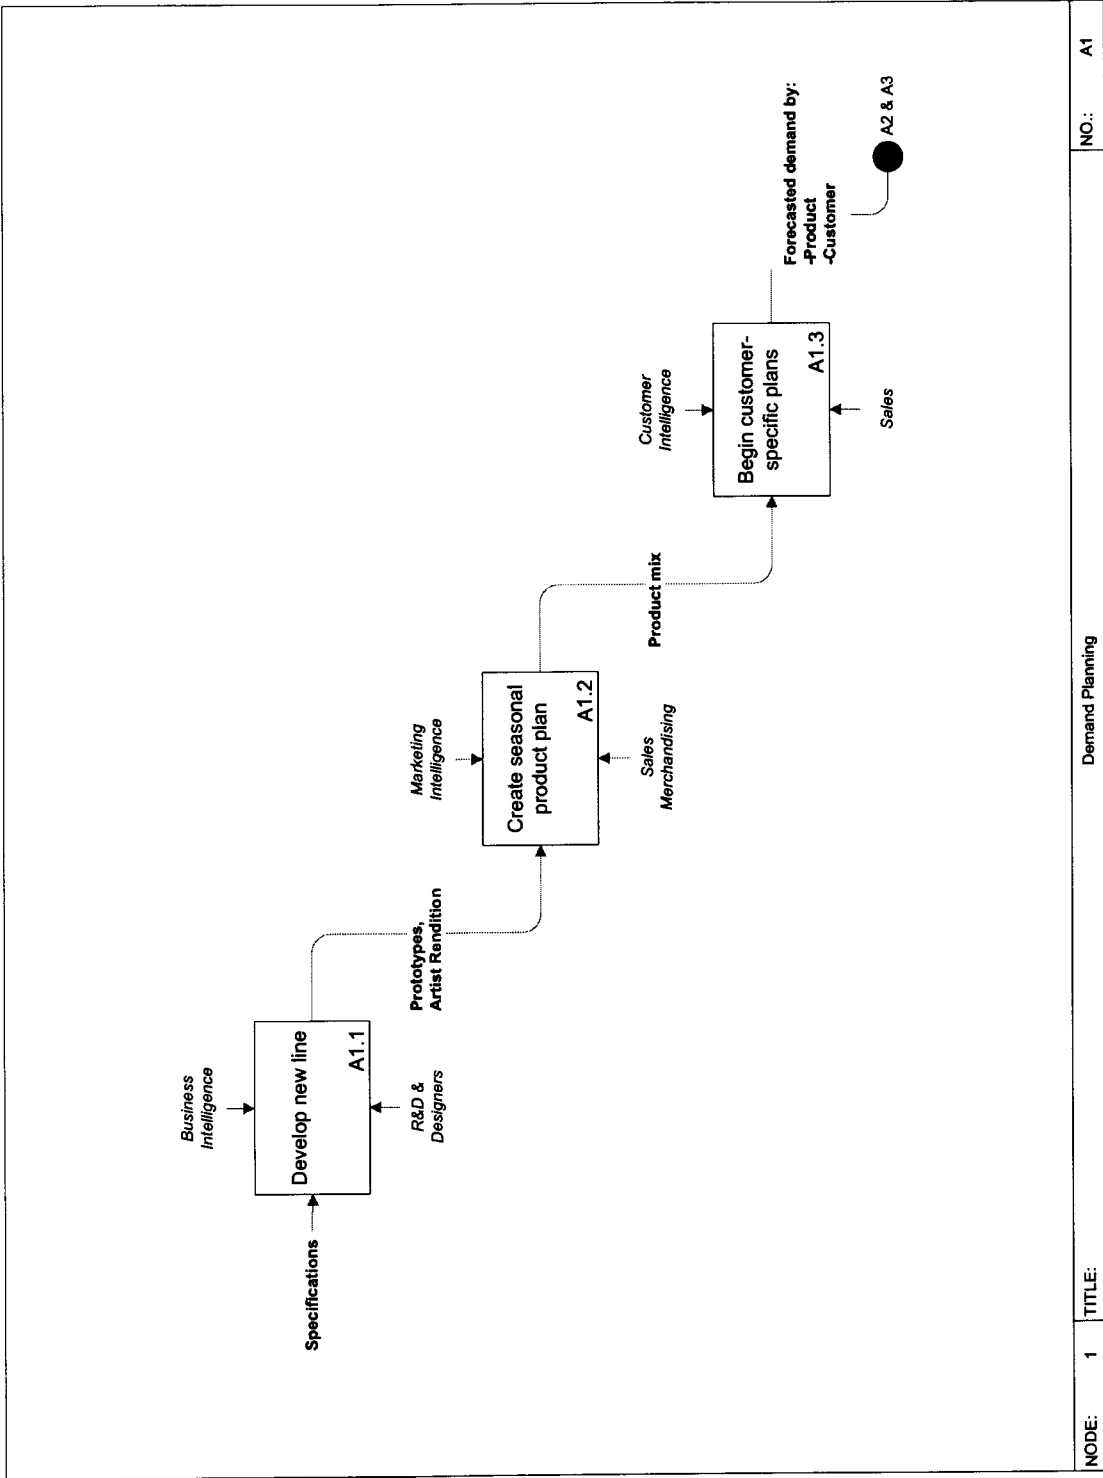 Business
Intelligence
Specifications
Develop new line
A1.1
R&D &
Designers
Prototypes,
Artist Rendition
Marketing
Intelligence
Create seasonal
product plan
A1.2
Sales
Merchandising
Product mix
Customer
Intelligence
Begin customer-
specific plans
A1.3
Sales
Forecasted demand by:
-Product
-Customer
A2 & A3
NODE: 1 TITLE: Demand Planning NO.: A1